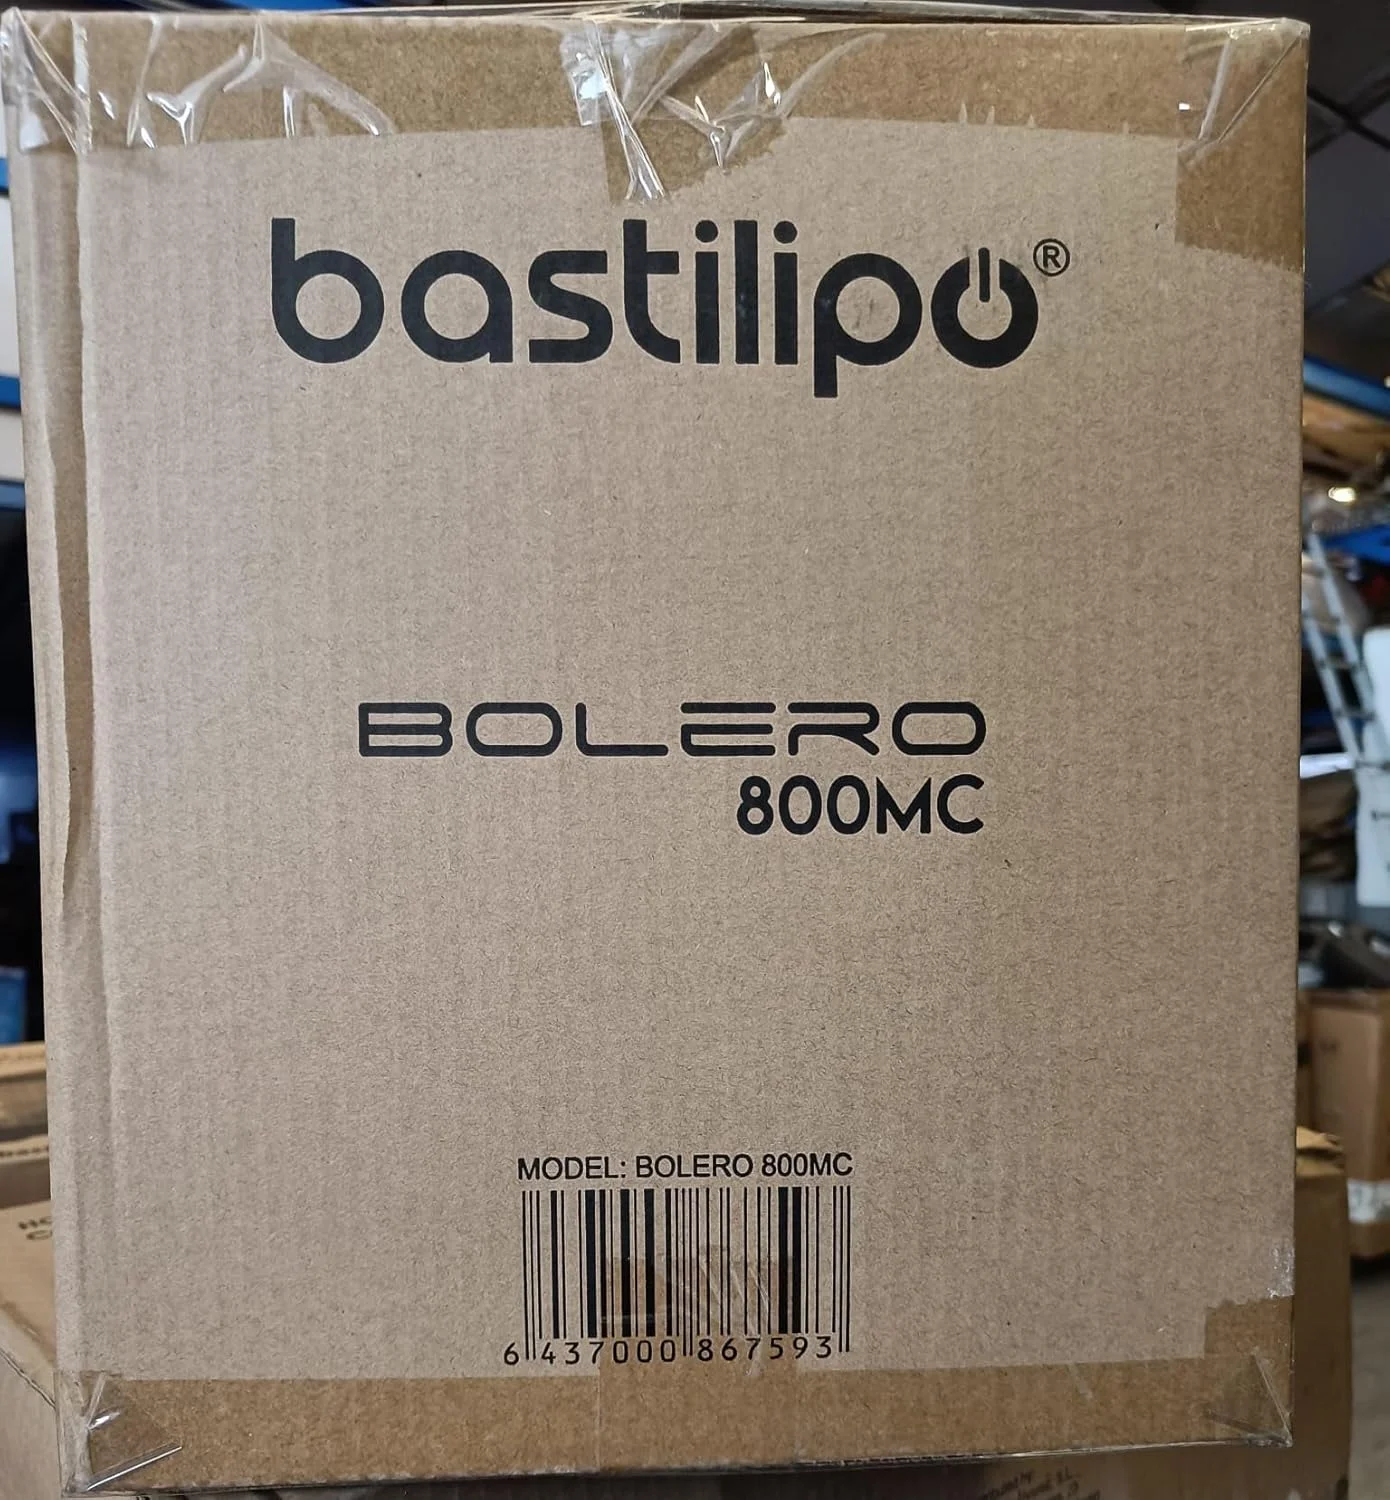 bastilipo®
BOLERO
800MC
MODEL: BOLERO 800MC
6 437000 867593